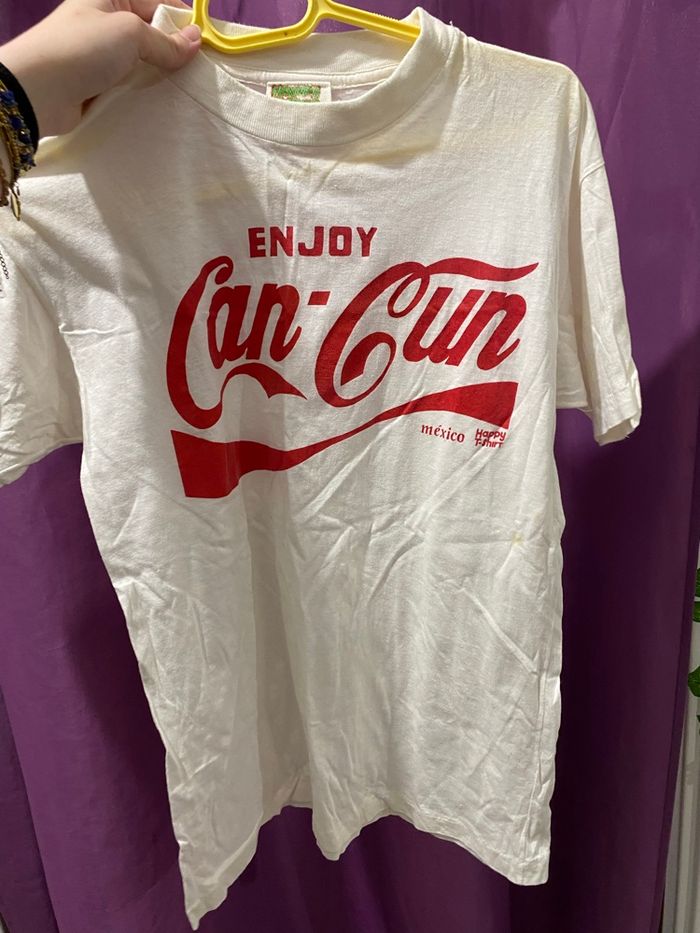 ENJOY
Can-Cun
méxico
Happy
T-Shirt